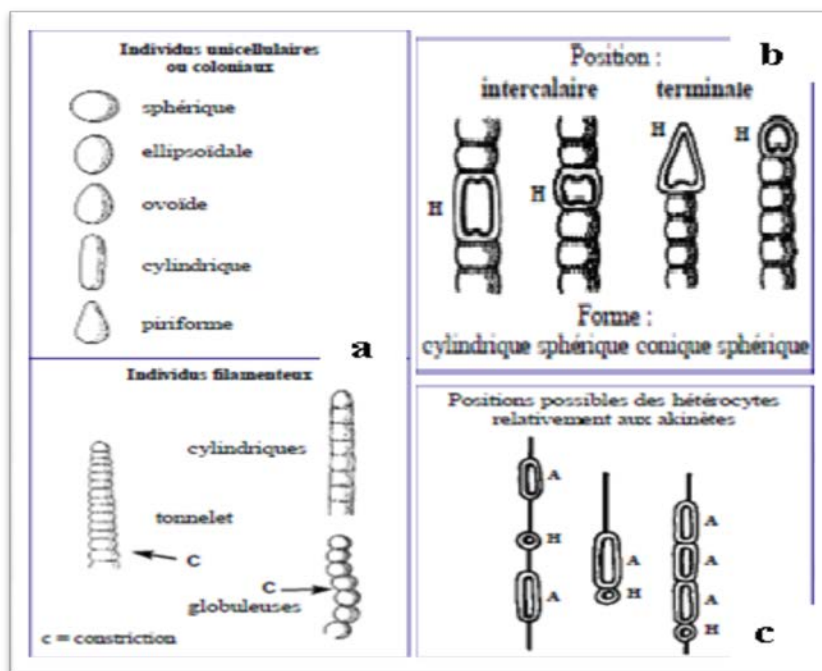 Individus unicellulaires
ou coloniaux
sphérique
ellipsoïdale
ovoïde
cylindrique
piriforme
a
Individus filamenteux
cylindriques
tonnelet
C
C
globuleuses
c = constriction
b
Position :
intercalaire terminale
H
H
H
H
Forme :
cylindrique sphérique conique sphérique
Positions possibles des hétérocytes
relativement aux akinètes
A
H
A
A
H
A
A
A
H
c